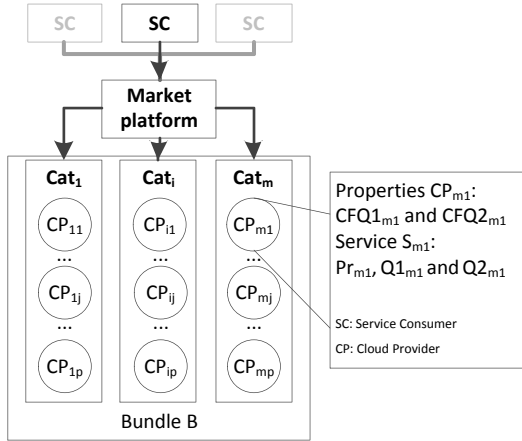 SC SC SC
Market
platform
Cat₁ Catᵢ Catₘ
CP₁₁ CPᵢ₁ CPₘ₁
... ... ...
CP₁ⱼ CPᵢⱼ CPₘⱼ
... ... ...
CP₁ₚ CPᵢₚ CPₘₚ
Bundle B
Properties CPₘ₁:
CFQ1ₘ₁ and CFQ2ₘ₁
Service Sₘ₁:
Prₘ₁, Q1ₘ₁ and Q2ₘ₁
SC: Service Consumer
CP: Cloud Provider